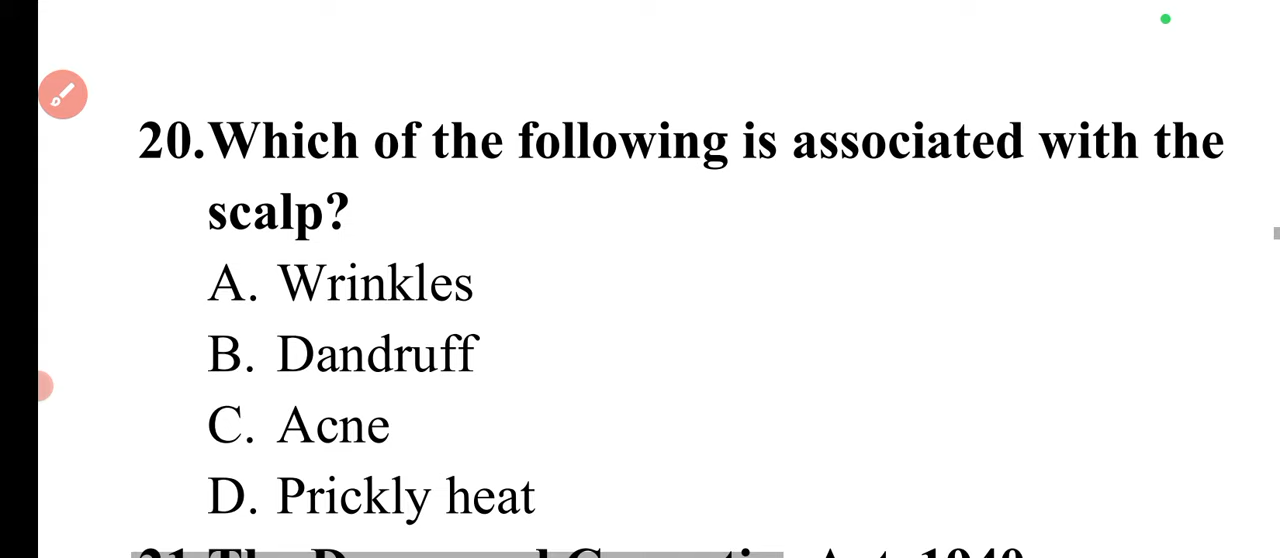 20.Which of the following is associated with the
scalp?
A. Wrinkles
B. Dandruff
C. Acne
D. Prickly heat